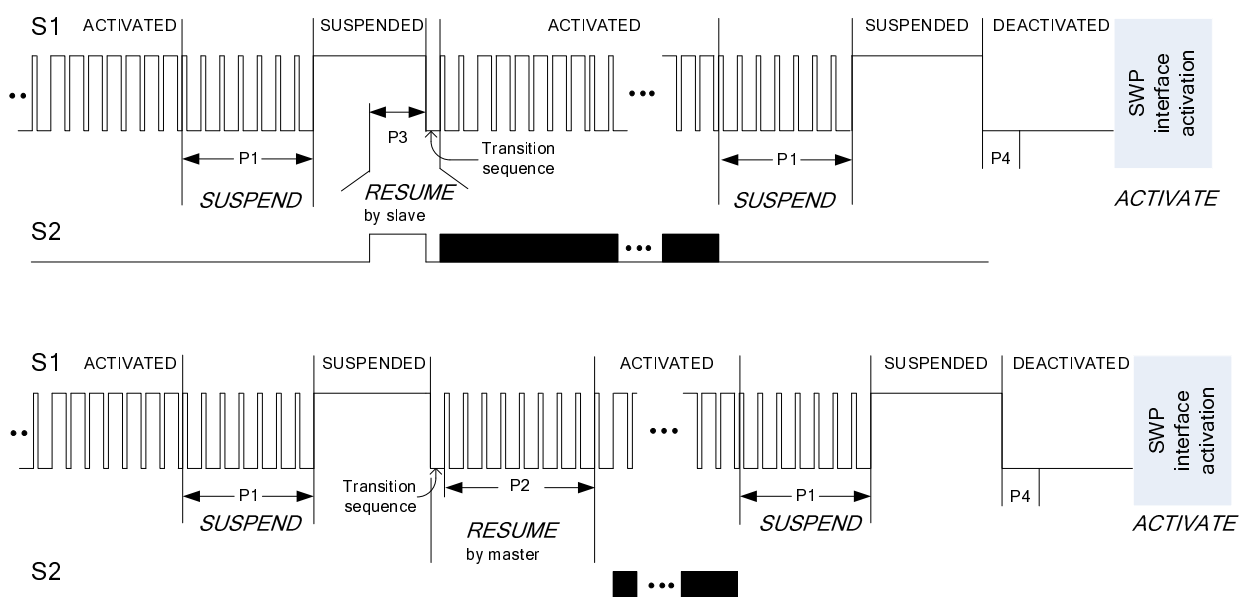 S1 ACTIVATED SUSPENDED ACTIVATED SUSPENDED DEACTIVATED
SWP
interface
activation
P3
Transition
sequence
P1
P1
P4
SUSPEND
RESUME
by slave
SUSPEND
ACTIVATE
S2
S1 ACTIVATED SUSPENDED ACTIVATED SUSPENDED DEACTIVATED
SWP
interface
activation
Transition
sequence
P1
P2
P1
P4
SUSPEND
RESUME
by master
SUSPEND
ACTIVATE
S2